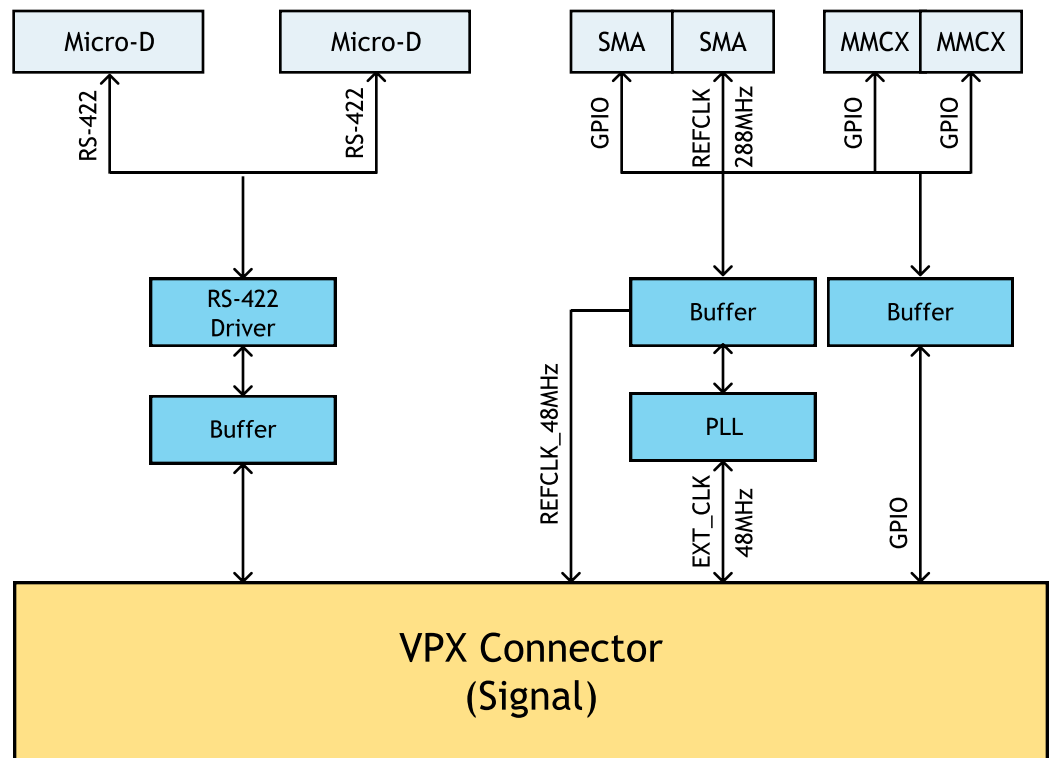 Micro-D
Micro-D
SMA
SMA
MMCX
MMCX
RS-422
RS-422
GPIO
REFCLK
288MHz
GPIO
GPIO
RS-422
Driver
Buffer
Buffer
Buffer
PLL
REFCLK_48MHz
EXT_CLK
48MHz
GPIO
VPX Connector
(Signal)